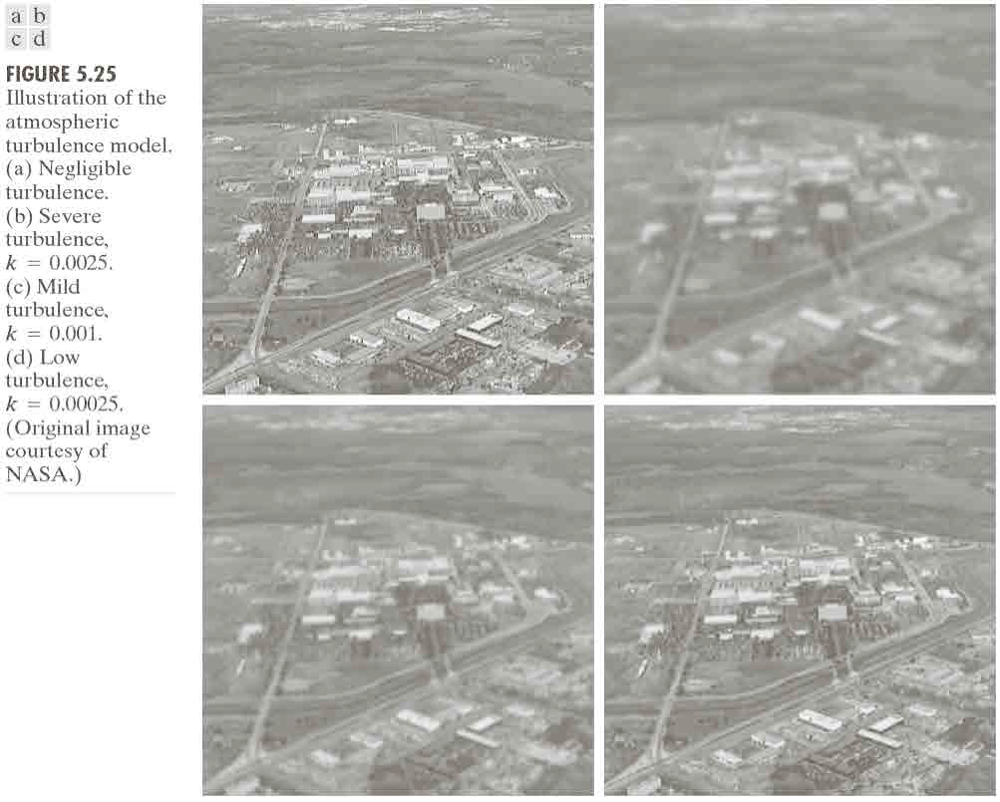 a b
c d
FIGURE 5.25
Illustration of the
atmospheric
turbulence model.
(a) Negligible
turbulence.
(b) Severe
turbulence,
k = 0.0025.
(c) Mild
turbulence,
k = 0.001.
(d) Low
turbulence,
k = 0.00025.
(Original image
courtesy of
NASA.)